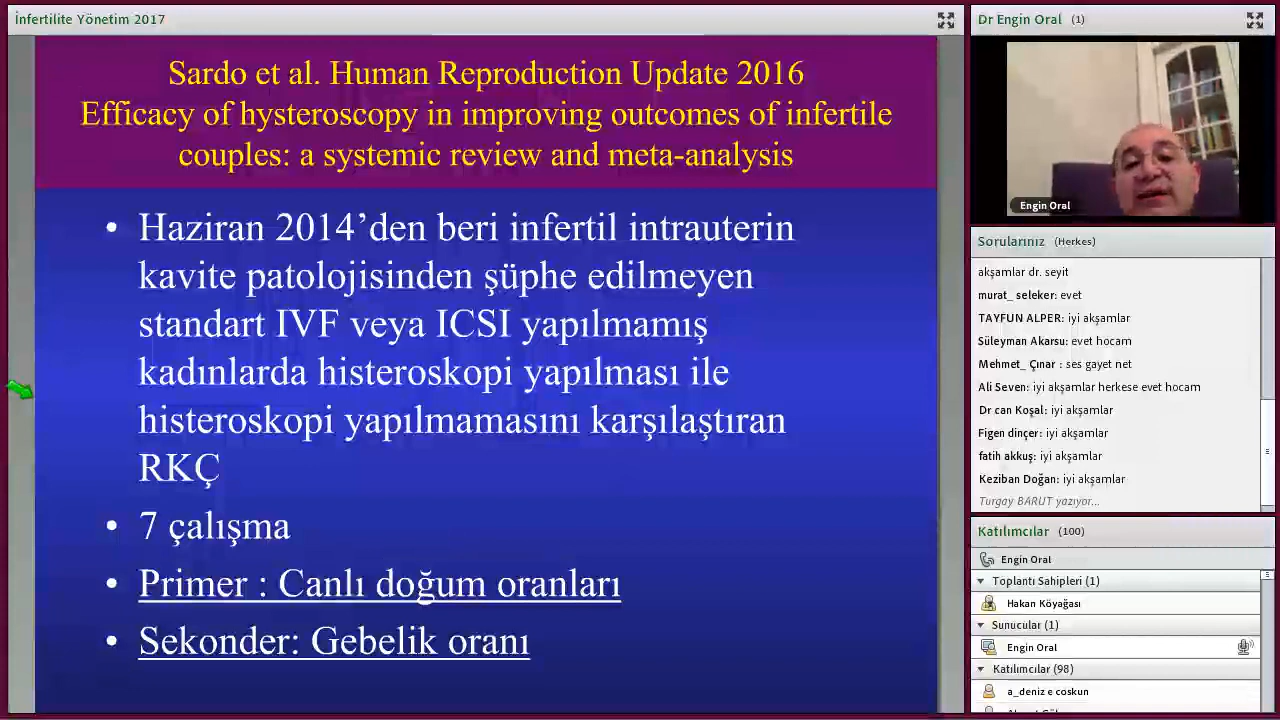 İnfertilite Yönetim 2017
Sardo et al. Human Reproduction Update 2016
Efficacy of hysteroscopy in improving outcomes of infertile
couples: a systemic review and meta-analysis
• Haziran 2014’den beri infertil intrauterin
kavite patolojisinden şüphe edilmeyen
standart IVF veya ICSI yapılmamış
kadınlarda histeroskopi yapılması ile
histeroskopi yapılmamasını karşılaştıran
RKÇ
• 7 çalışma
• Primer : Canlı doğum oranları
• Sekonder: Gebelik oranı
Dr Engin Oral (1)
Engin Oral
Sorularınız (Herkes)
akşamlar dr. seyit
murat_ seleker: evet
TAYFUN ALPER: iyi akşamlar
Süleyman Akarsu: evet hocam
Mehmet_ Çınar : ses gayet net
Ali Seven: iyi akşamlar herkese evet hocam
Dr can Koşal: iyi akşamlar
Figen dinçer: iyi akşamlar
fatih akkuş: iyi akşamlar
Keziban Doğan: iyi akşamlar
Turgay BARUT yazıyor...
Katılımcılar (100)
Engin Oral
Toplantı Sahipleri (1)
Hakan Köyağası
Sunucular (1)
Engin Oral
Katılımcılar (98)
a_deniz e coskun